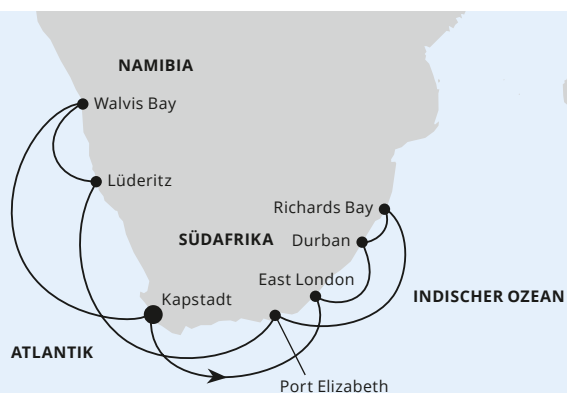 NAMIBIA
Walvis Bay
Lüderitz
Richards Bay
SÜDAFRIKA
Durban
East London
Kapstadt
INDISCHER OZEAN
ATLANTIK
Port Elizabeth